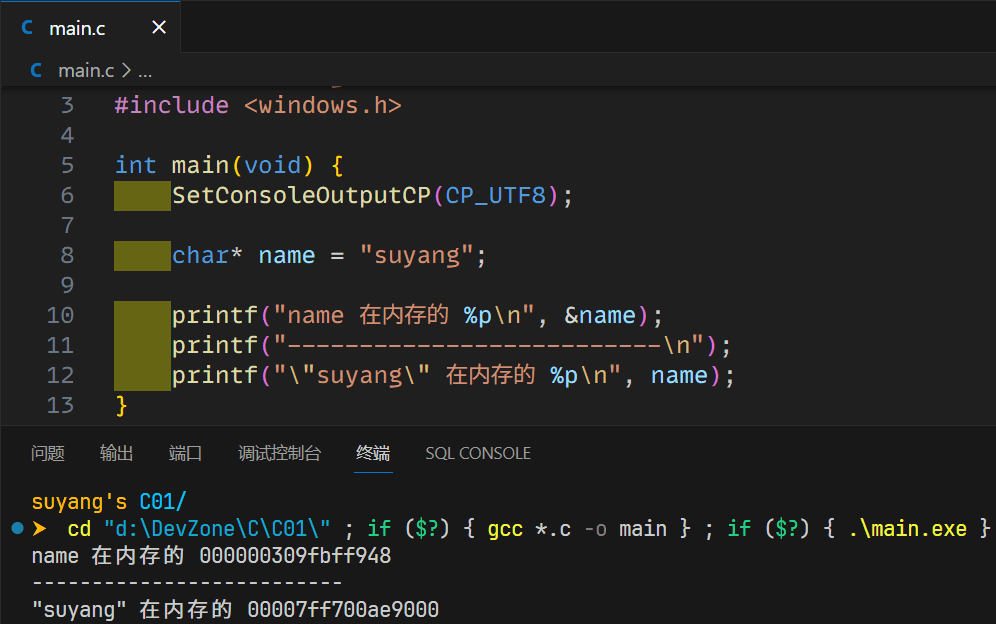 C main.c ×
C main.c > ...
3 #include <windows.h>
4
5 int main(void) {
6 SetConsoleOutputCP(CP_UTF8);
7
8 char* name = "suyang";
9
10 printf("name 在内存的 %p\n", &name);
11 printf("--------------------------\n");
12 printf("\"suyang\" 在内存的 %p\n", name);
13 }
问题 输出 端口 调试控制台 终端 SQL CONSOLE
suyang's C01/
cd "d:\DevZone\C\C01\" ; if ($?) { gcc *.c -o main } ; if ($?) { .\main.exe }
name 在内存的 000000309fbff948
--------------------------
"suyang" 在内存的 00007ff700ae9000